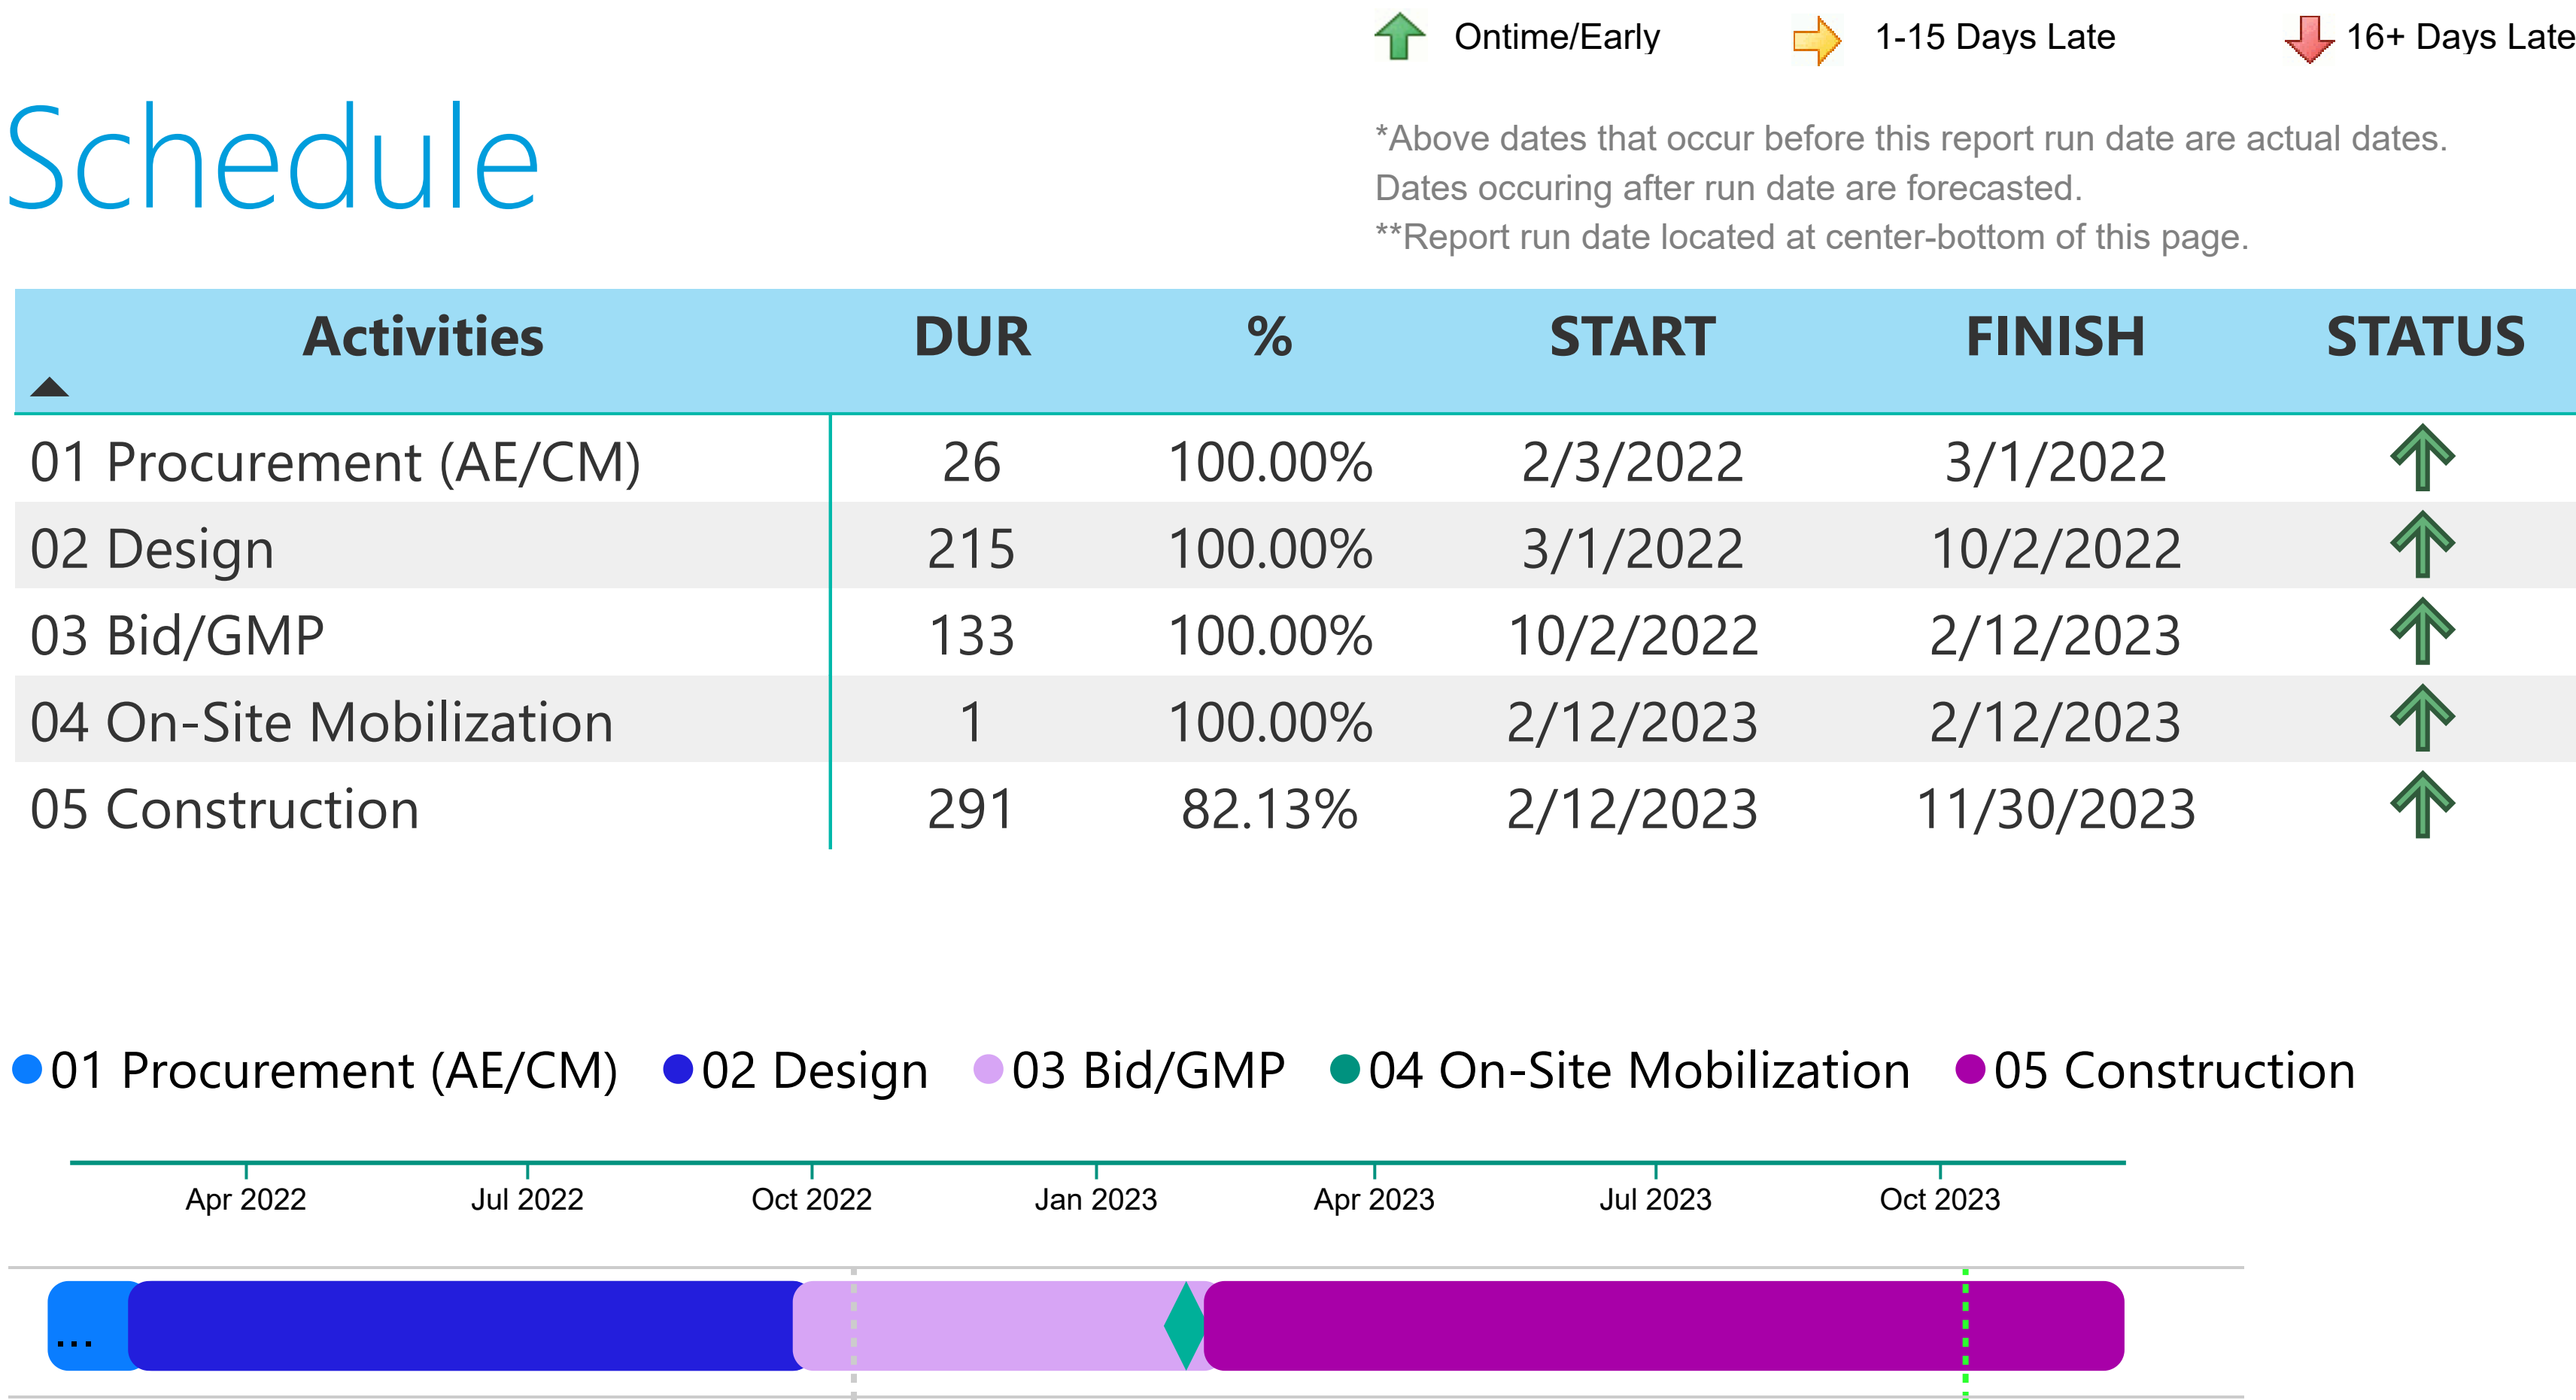 Ontime/Early 1-15 Days Late 16+ Days Late
Schedule
*Above dates that occur before this report run date are actual dates.
Dates occuring after run date are forecasted.
**Report run date located at center-bottom of this page.
Activities DUR % START FINISH STATUS
01 Procurement (AE/CM) 26 100.00% 2/3/2022 3/1/2022
02 Design 215 100.00% 3/1/2022 10/2/2022
03 Bid/GMP 133 100.00% 10/2/2022 2/12/2023
04 On-Site Mobilization 1 100.00% 2/12/2023 2/12/2023
05 Construction 291 82.13% 2/12/2023 11/30/2023
01 Procurement (AE/CM) 02 Design 03 Bid/GMP 04 On-Site Mobilization 05 Construction
Apr 2022 Jul 2022 Oct 2022 Jan 2023 Apr 2023 Jul 2023 Oct 2023
...